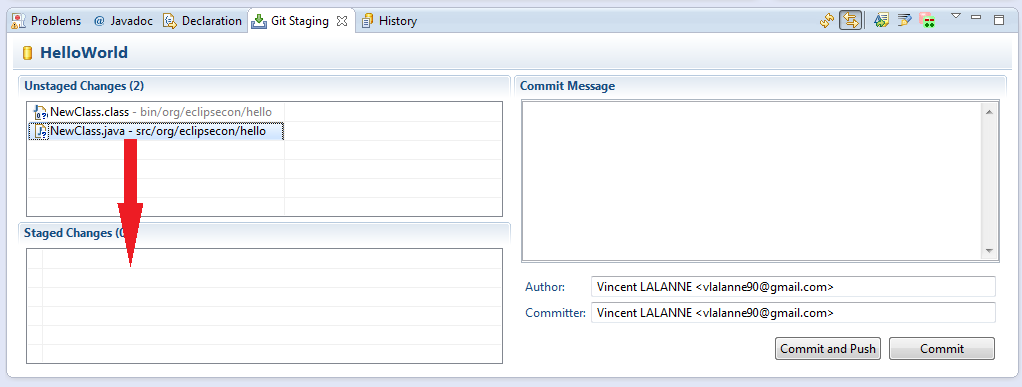 Problems @ Javadoc Declaration Git Staging History
HelloWorld
Unstaged Changes (2)
NewClass.class - bin/org/eclipsecon/hello
NewClass.java - src/org/eclipsecon/hello
Staged Changes (0
Commit Message
Author: Vincent LALANNE <vlalanne90@gmail.com>
Committer: Vincent LALANNE <vlalanne90@gmail.com>
Commit and Push Commit